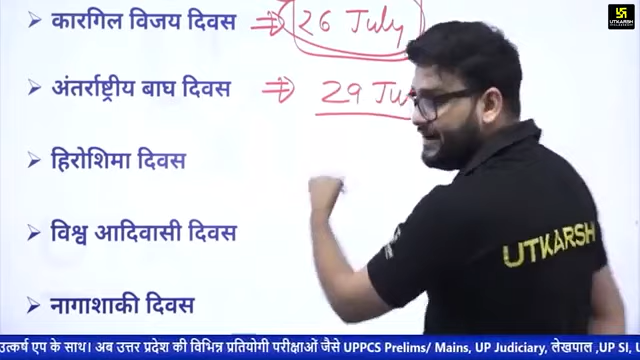 ➢ कारगिल विजय दिवस ⇒ 26 July
UTKARSH
➢ अंतर्राष्ट्रीय बाघ दिवस ⇒ 29
➢ हिरोशिमा दिवस
➢ विश्व आदिवासी दिवस
UTKARSH
➢ नागाशाकी दिवस
उत्कर्ष एप के साथ। अब उत्तर प्रदेश की विभिन्न प्रतियोगी परीक्षाओं जैसे UPPCS Prelims/ Mains, UP Judiciary, लेखपाल ,UP SI,